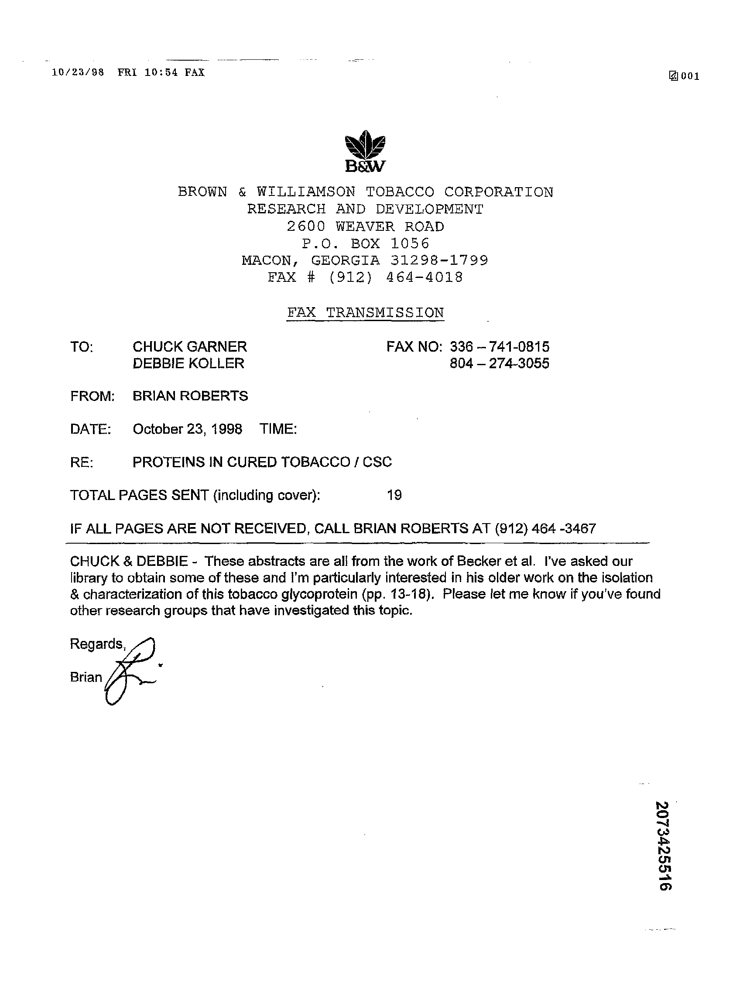 10/23/98 FRI 10:54 FAX
001
B&W
BROWN & WILLIAMSON TOBACCO CORPORATION
RESEARCH AND DEVELOPMENT
2600 WEAVER ROAD
P.O. BOX 1056
MACON, GEORGIA 31298-1799
FAX # (912) 464-4018
FAX TRANSMISSION
TO: CHUCK GARNER FAX NO: 336 – 741-0815
DEBBIE KOLLER 804 – 274-3055
FROM: BRIAN ROBERTS
DATE: October 23, 1998 TIME:
RE: PROTEINS IN CURED TOBACCO / CSC
TOTAL PAGES SENT (including cover): 19
IF ALL PAGES ARE NOT RECEIVED, CALL BRIAN ROBERTS AT (912) 464 -3467
CHUCK & DEBBIE - These abstracts are all from the work of Becker et al. I've asked our
library to obtain some of these and I'm particularly interested in his older work on the isolation
& characterization of this tobacco glycoprotein (pp. 13-18). Please let me know if you've found
other research groups that have investigated this topic.
Regards,
Brian
2073425516